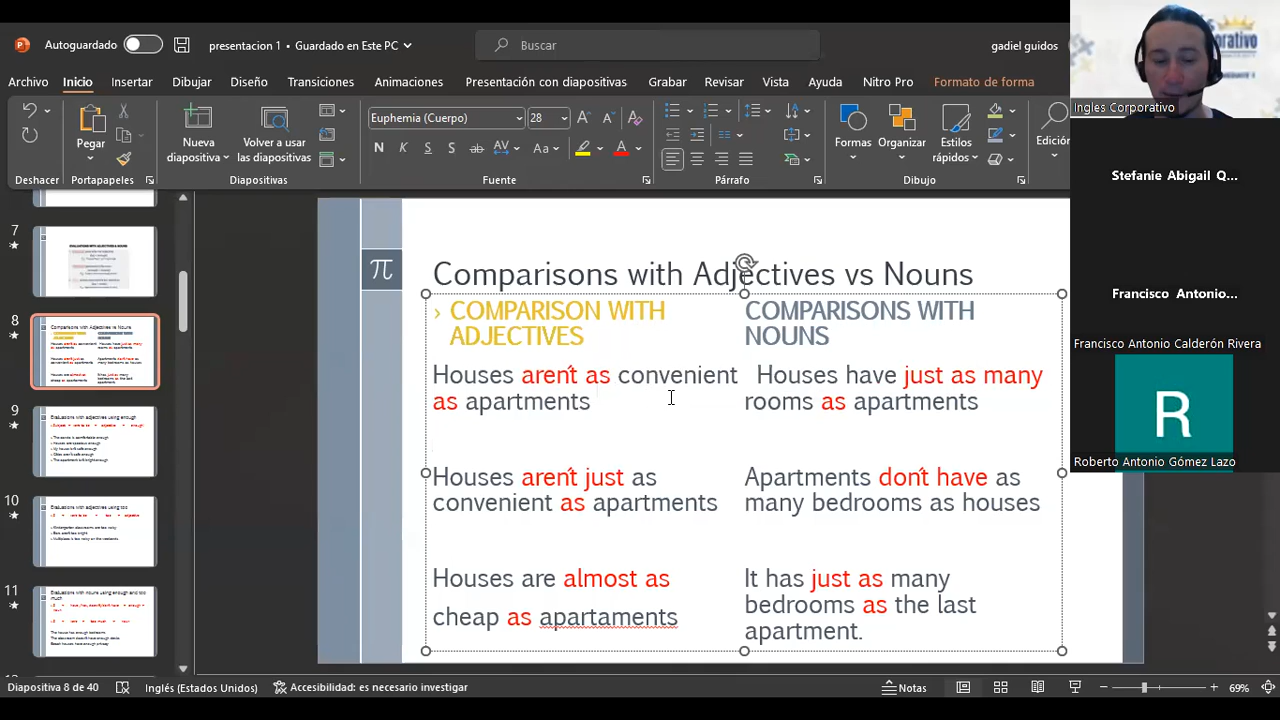 Autoguardado
presentacion 1 • Guardado en Este PC
Buscar
gadiel guidos
Archivo Inicio Insertar Dibujar Diseño Transiciones Animaciones Presentación con diapositivas Grabar Revisar Vista Ayuda Nitro Pro Formato de forma
Euphemia (Cuerpo) 28
Pegar
Nueva diapositiva
Volver a usar las diapositivas
Formas Organizar Estilos rápidos Edición
Deshacer Portapapeles Diapositivas Fuente Párrafo Dibujo
7
8
9
10
11
π
Comparisons with Adjectives vs Nouns
› COMPARISON WITH
ADJECTIVES
Houses aren´t as convenient
as apartments
Houses aren´t just as
convenient as apartments
Houses are almost as
cheap as apartaments
COMPARISONS WITH
NOUNS
Houses have just as many
rooms as apartments
Apartments don´t have as
many bedrooms as houses
It has just as many
bedrooms as the last
apartment.
Ingles Corporativo
Stefanie Abigail Q...
Francisco Antonio...
Francisco Antonio Calderón Rivera
R
Roberto Antonio Gómez Lazo
Diapositiva 8 de 40 Inglés (Estados Unidos) Accesibilidad: es necesario investigar Notas 69%